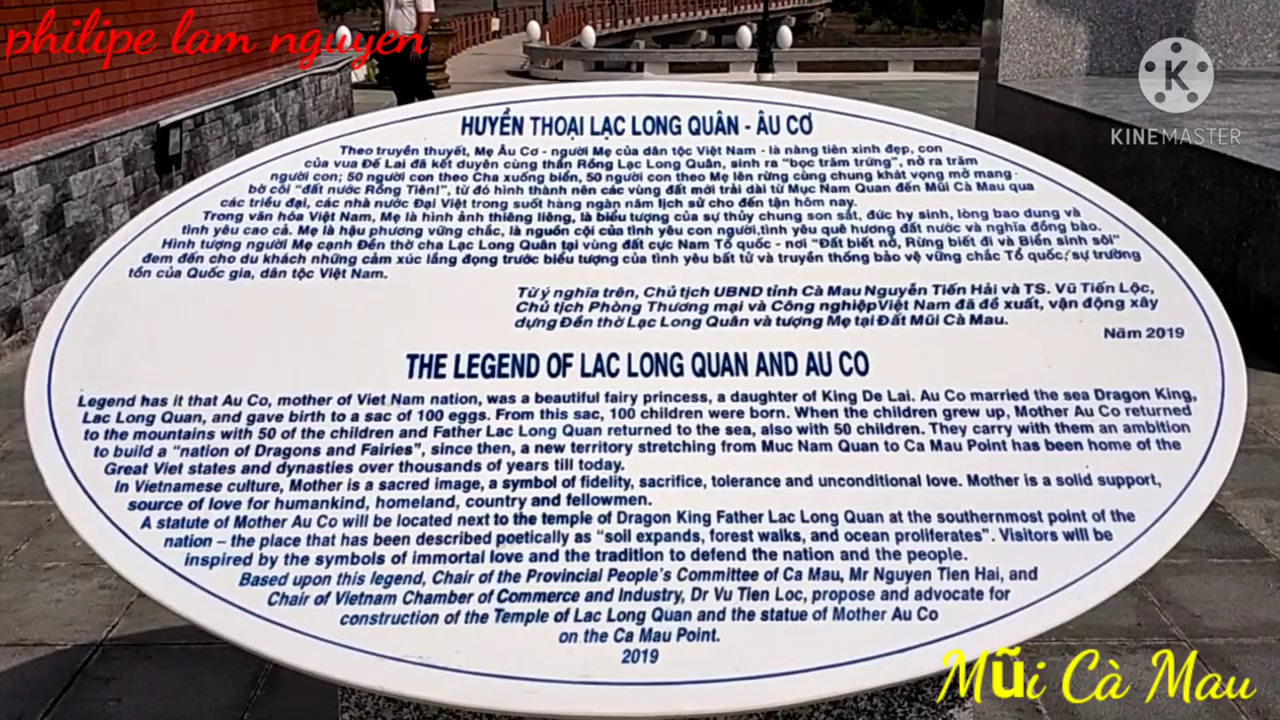 philipe lam nguyen
K
KINEMASTER
HUYỀN THOẠI LẠC LONG QUÂN - ÂU CƠ
Theo truyền thuyết, Mẹ Âu Cơ - người Mẹ của dân tộc Việt Nam - là nàng tiên xinh đẹp, con
của vua Đế Lai đã kết duyên cùng thần Rồng Lạc Long Quân, sinh ra “bọc trăm trứng”, nở ra trăm
người con; 50 người con theo Cha xuống biển, 50 người con theo Mẹ lên rừng cùng chung khát vọng mở mang
bờ cõi “đất nước Rồng Tiên!”, từ đó hình thành nên các vùng đất mới trải dài từ Mục Nam Quan đến Mũi Cà Mau qua
các triều đại, các nhà nước Đại Việt trong suốt hàng ngàn năm lịch sử cho đến tận hôm nay.
Trong văn hóa Việt Nam, Mẹ là hình ảnh thiêng liêng, là biểu tượng của sự thủy chung son sắt, đức hy sinh, lòng bao dung và
tình yêu cao cả. Mẹ là hậu phương vững chắc, là nguồn cội của tình yêu con người,tình yêu quê hương đất nước và nghĩa đồng bào.
Hình tượng người Mẹ cạnh Đền thờ cha Lạc Long Quân tại vùng đất cực Nam Tổ quốc - nơi “Đất biết nở, Rừng biết đi và Biển sinh sôi”
đem đến cho du khách những cảm xúc lắng đọng trước biểu tượng của tình yêu bất tử và truyền thống bảo vệ vững chắc Tổ quốc, sự trường
tồn của Quốc gia, dân tộc Việt Nam.
Từ ý nghĩa trên, Chủ tịch UBND tỉnh Cà Mau Nguyễn Tiến Hải và TS. Vũ Tiến Lộc,
Chủ tịch Phòng Thương mại và Công nghiệpViệt Nam đã đề xuất, vận động xây
dựng Đền thờ Lạc Long Quân và tượng Mẹ tại Đất Mũi Cà Mau.
Năm 2019
THE LEGEND OF LAC LONG QUAN AND AU CO
Legend has it that Au Co, mother of Viet Nam nation, was a beautiful fairy princess, a daughter of King De Lai. Au Co married the sea Dragon King,
Lac Long Quan, and gave birth to a sac of 100 eggs. From this sac, 100 children were born. When the children grew up, Mother Au Co returned
to the mountains with 50 of the children and Father Lac Long Quan returned to the sea, also with 50 children. They carry with them an ambition
to build a “nation of Dragons and Fairies”, since then, a new territory stretching from Muc Nam Quan to Ca Mau Point has been home of the
Great Viet states and dynasties over thousands of years till today.
In Vietnamese culture, Mother is a sacred image, a symbol of fidelity, sacrifice, tolerance and unconditional love. Mother is a solid support,
source of love for humankind, homeland, country and fellowmen.
A statute of Mother Au Co will be located next to the temple of Dragon King Father Lac Long Quan at the southernmost point of the
nation – the place that has been described poetically as “soil expands, forest walks, and ocean proliferates”. Visitors will be
inspired by the symbols of immortal love and the tradition to defend the nation and the people.
Based upon this legend, Chair of the Provincial People's Committee of Ca Mau, Mr Nguyen Tien Hai, and
Chair of Vietnam Chamber of Commerce and Industry, Dr Vu Tien Loc, propose and advocate for
construction of the Temple of Lac Long Quan and the statue of Mother Au Co
on the Ca Mau Point.
2019
Mũi Cà Mau